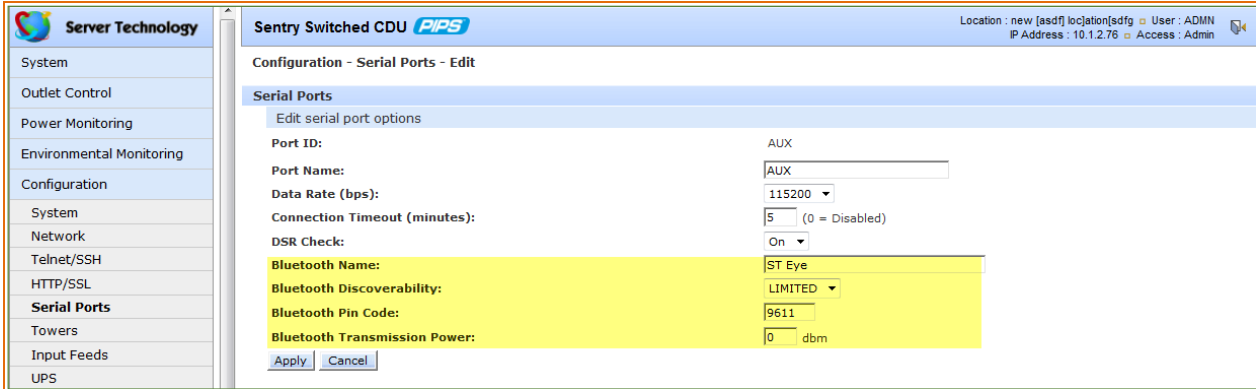 Server Technology
Sentry Switched CDU PIPS
Location : new [asdf] loc]ation[sdfg User : ADMN
IP Address : 10.1.2.76 Access : Admin
System
Outlet Control
Power Monitoring
Environmental Monitoring
Configuration
System
Network
Telnet/SSH
HTTP/SSL
Serial Ports
Towers
Input Feeds
UPS
Configuration - Serial Ports - Edit
Serial Ports
Edit serial port options
Port ID: AUX
Port Name: AUX
Data Rate (bps): 115200
Connection Timeout (minutes): 5 (0 = Disabled)
DSR Check: On
Bluetooth Name: ST Eye
Bluetooth Discoverability: LIMITED
Bluetooth Pin Code: 9611
Bluetooth Transmission Power: 0 dbm
Apply Cancel